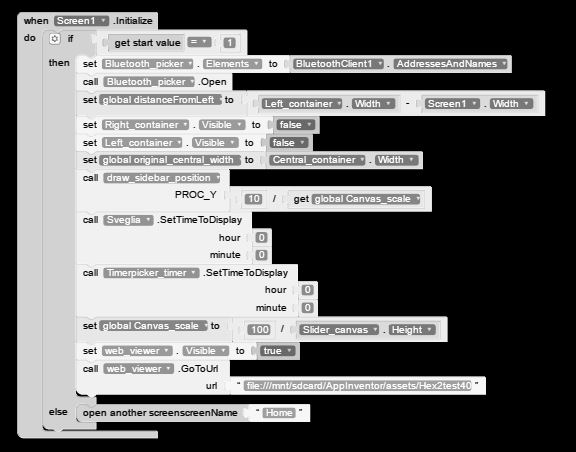 when Screen1 .Initialize
do if get start value = 1
then set Bluetooth_picker . Elements to BluetoothClient1 . AddressesAndNames
call Bluetooth_picker .Open
set global distanceFromLeft to Left_container . Width - Screen1 . Width
set Right_container . Visible to false
set Left_container . Visible to false
set global original_central_width to Central_container . Width
call draw_sidebar_position
PROC_Y 10 / get global Canvas_scale
call Sveglia .SetTimeToDisplay
hour 0
minute 0
call Timerpicker_timer .SetTimeToDisplay
hour 0
minute 0
set global Canvas_scale to 100 / Slider_canvas . Height
set web_viewer . Visible to true
call web_viewer .GoToUrl
url " file:///mnt/sdcard/AppInventor/assets/Hex2test40 "
else open another screenscreenName " Home "